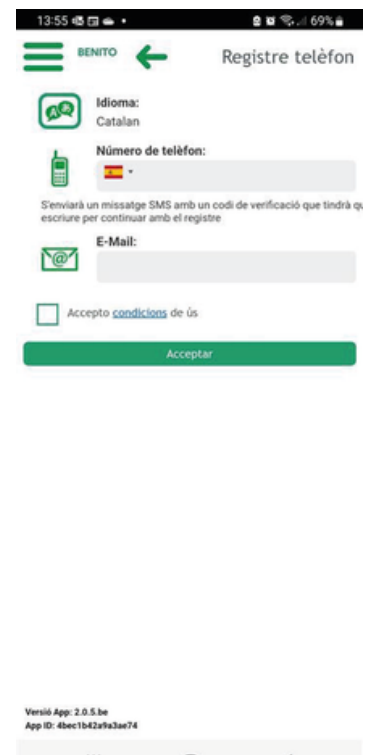 13:55
69%
BENITO
Registre telèfon
Idioma:
Catalan
Número de telèfon:
S'enviarà un missatge SMS amb un codi de verificació que tindrà qu
escriure per continuar amb el registre
E-Mail:
Accepto condicions de ús
Acceptar
Versió App: 2.0.5.be
App ID: 4bec1b42a9a3ae74